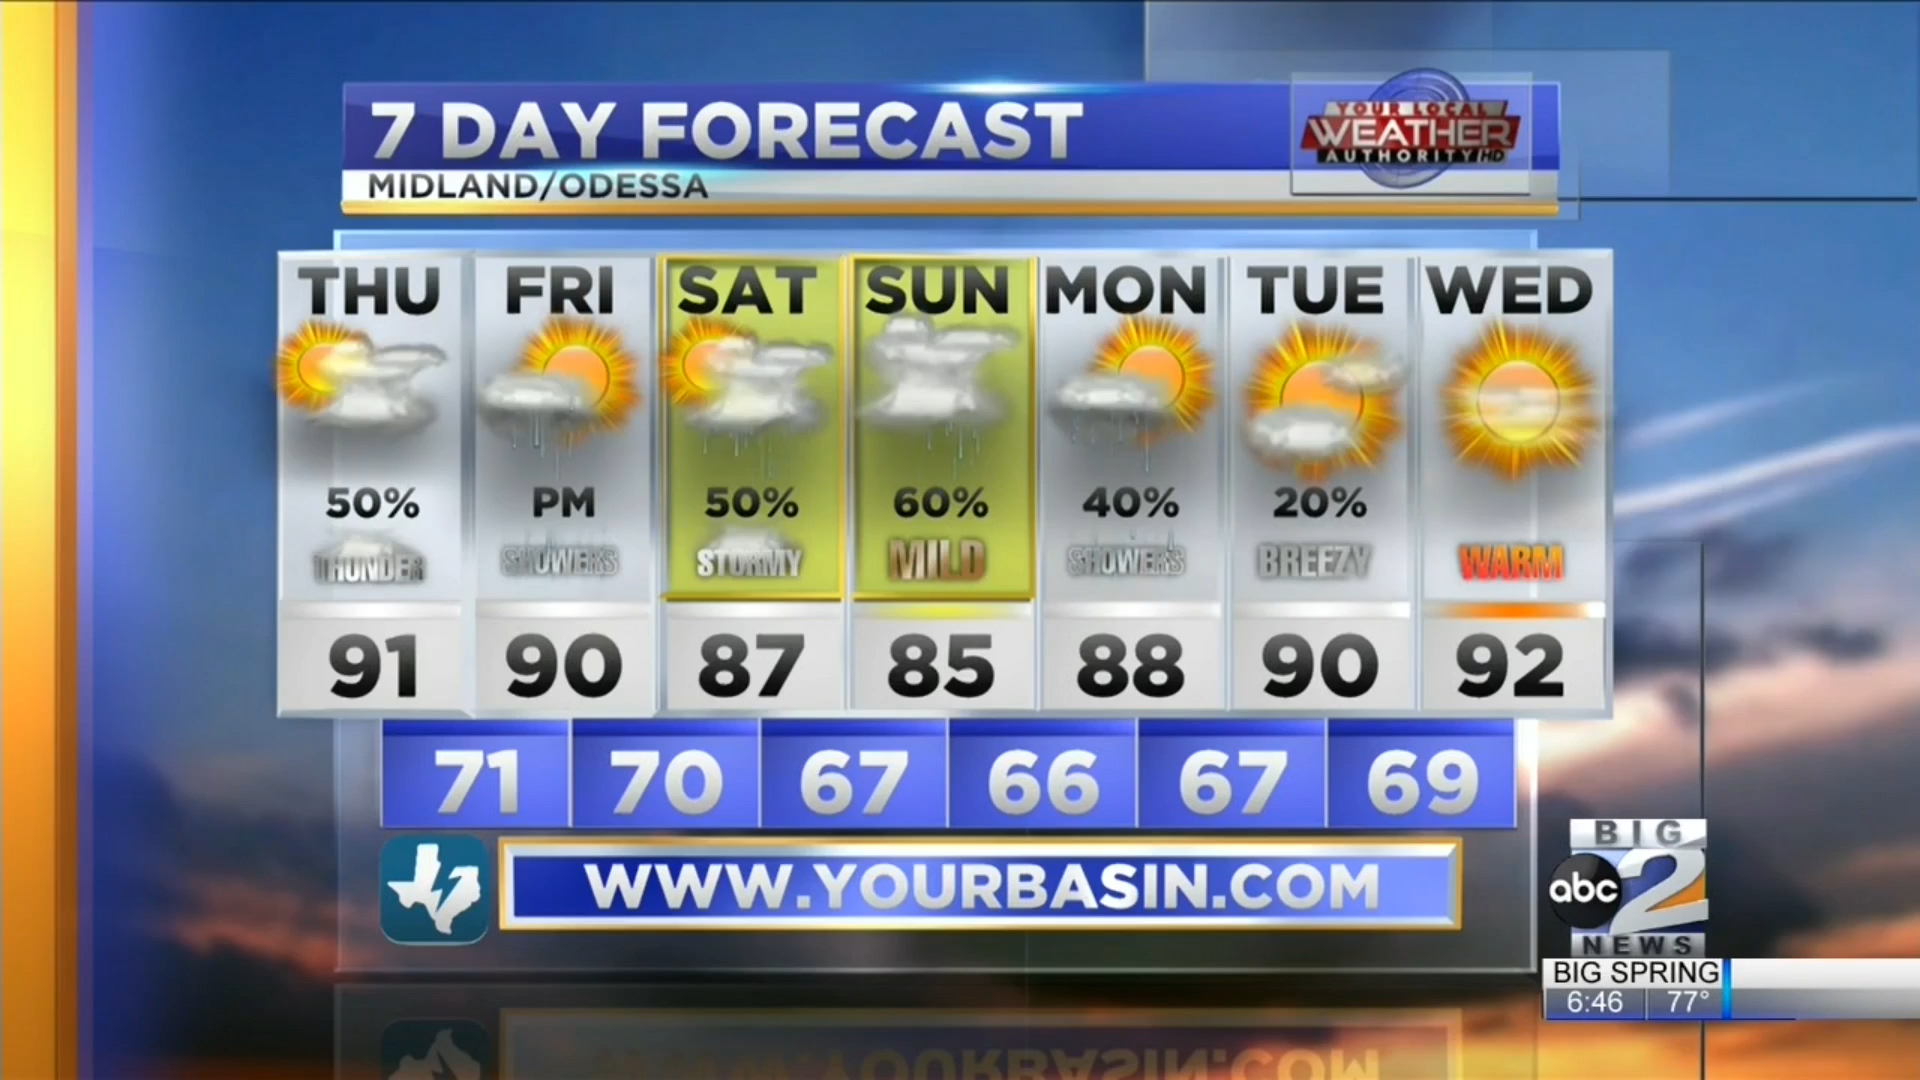 7 DAY FORECAST
MIDLAND/ODESSA
YOUR LOCAL
WEATHER
AUTHORITY HD
THU FRI SAT SUN MON TUE WED
50% PM 50% 60% 40% 20%
THUNDER SHOWERS STORMY MILD SHOWERS BREEZY WARM
91 90 87 85 88 90 92
71 70 67 66 67 69
WWW.YOURBASIN.COM
BIG
abc 2
NEWS
BIG SPRING
6:46 77°